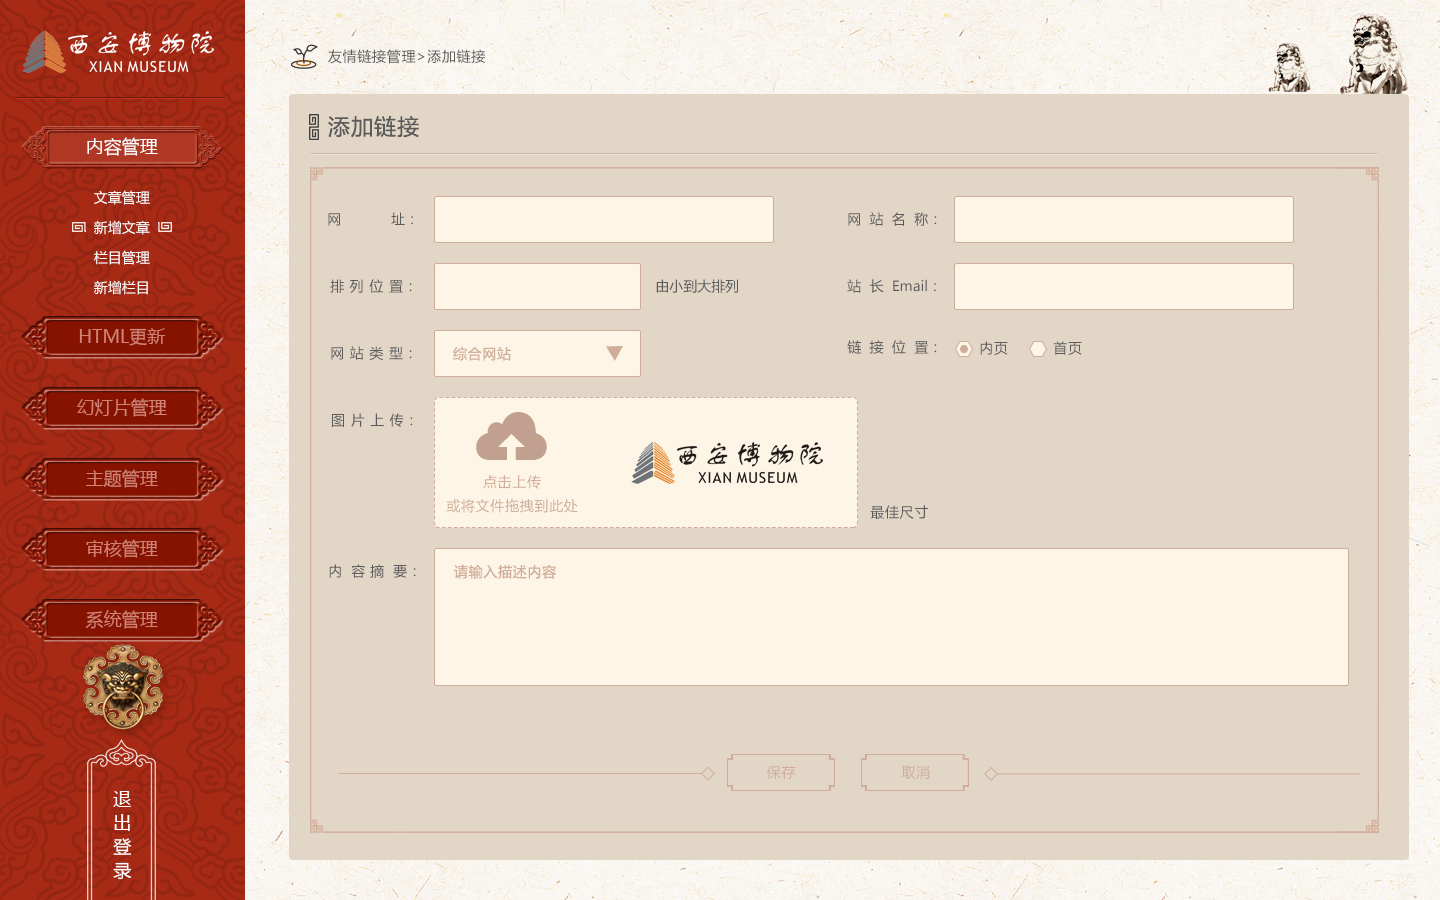 西安博物院
XIAN MUSEUM
内容管理
文章管理
新增文章
栏目管理
新增栏目
HTML更新
幻灯片管理
主题管理
审核管理
系统管理
退出登录
友情链接管理>添加链接
添加链接
网 址：
网 站 名 称：
排列位置：
由小到大排列
站 长 Email：
网站类型：
综合网站
链 接 位 置：
内页
首页
图片上传：
点击上传
或将文件拖拽到此处
西安博物院
XIAN MUSEUM
最佳尺寸
内 容摘 要：
请输入描述内容
保存
取消